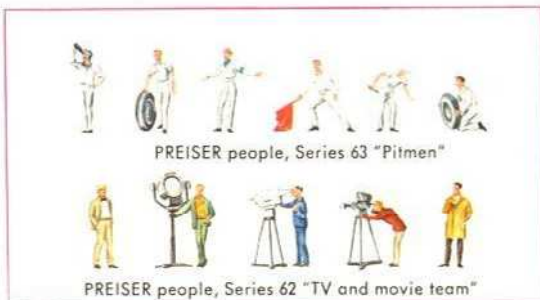 PREISER people, Series 63 "Pitmen"
PREISER people, Series 62 "TV and movie team"